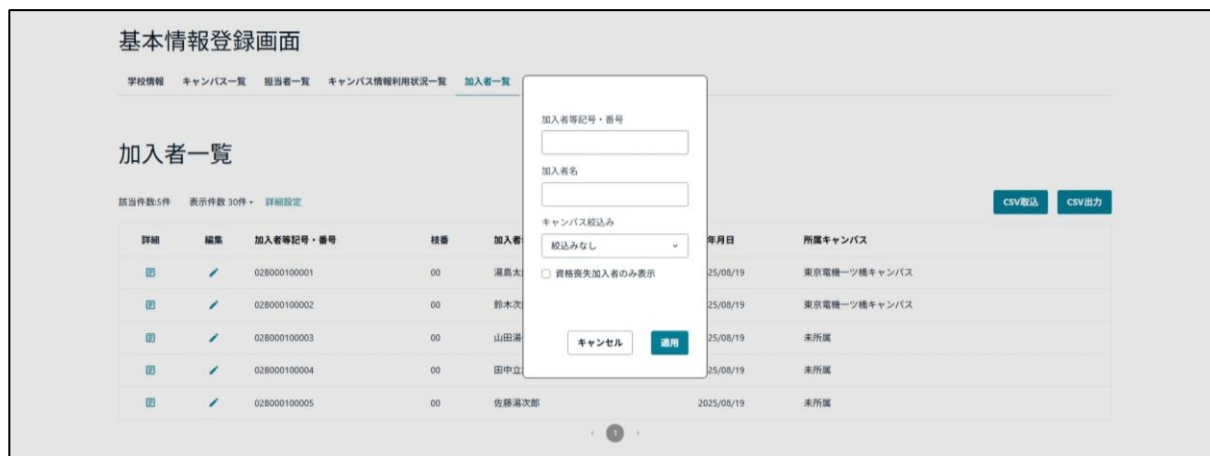 基本情報登録画面
学校情報 キャンパス一覧 担当者一覧 キャンパス情報利用状況一覧 加入者一覧
加入者等記号・番号
加入者一覧
加入者名
該当件数:5件 表示件数 30件・ 詳細設定
CSV取込 CSV出力
キャンパス絞込み
絞込みなし
詳細 編集 加入者等記号・番号 枝番 加入者 年月日 所属キャンパス
資格喪失加入者のみ表示
028000100001 00 湯島太 25/08/19 東京電機一ツ橋キャンパス
028000100002 00 鈴木次 25/08/19 東京電機一ツ橋キャンパス
028000100003 00 山田湯 25/08/19 未所属
キャンセル 適用
028000100004 00 田中立 25/08/19 未所属
028000100005 00 佐藤湯次郎 2025/08/19 未所属
1